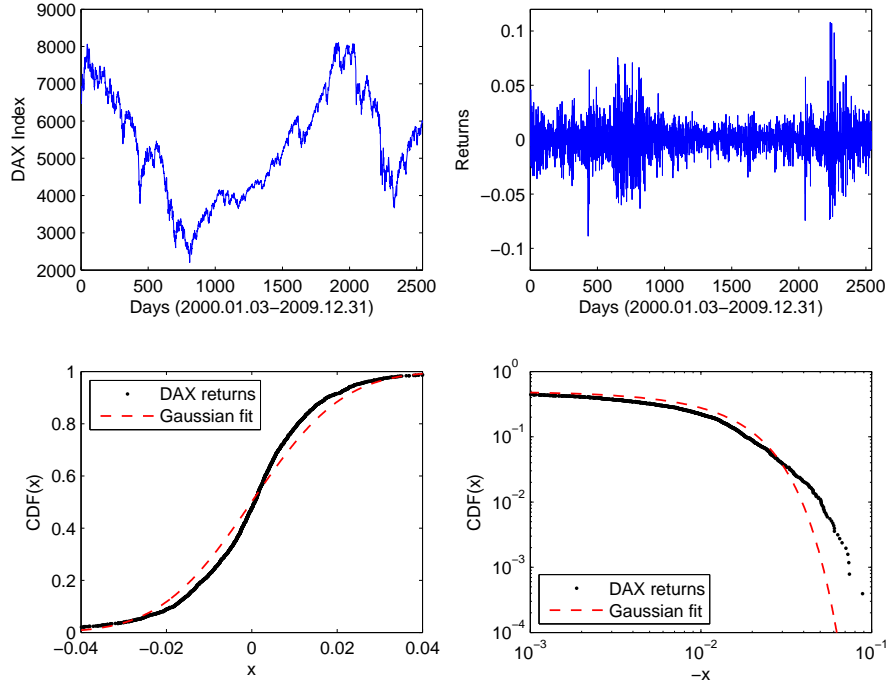 DAX Index
9000
8000
7000
6000
5000
4000
3000
2000
0 500 1000 1500 2000 2500
Days (2000.01.03−2009.12.31)
Returns
0.1
0.05
0
−0.05
−0.1
0 500 1000 1500 2000 2500
Days (2000.01.03−2009.12.31)
CDF(x)
1
0.8
0.6
0.4
0.2
0
DAX returns
Gaussian fit
−0.04 −0.02 0 0.02 0.04
x
CDF(x)
10^0
10^−1
10^−2
10^−3
10^−4
DAX returns
Gaussian fit
10^−3 10^−2 10^−1
−x